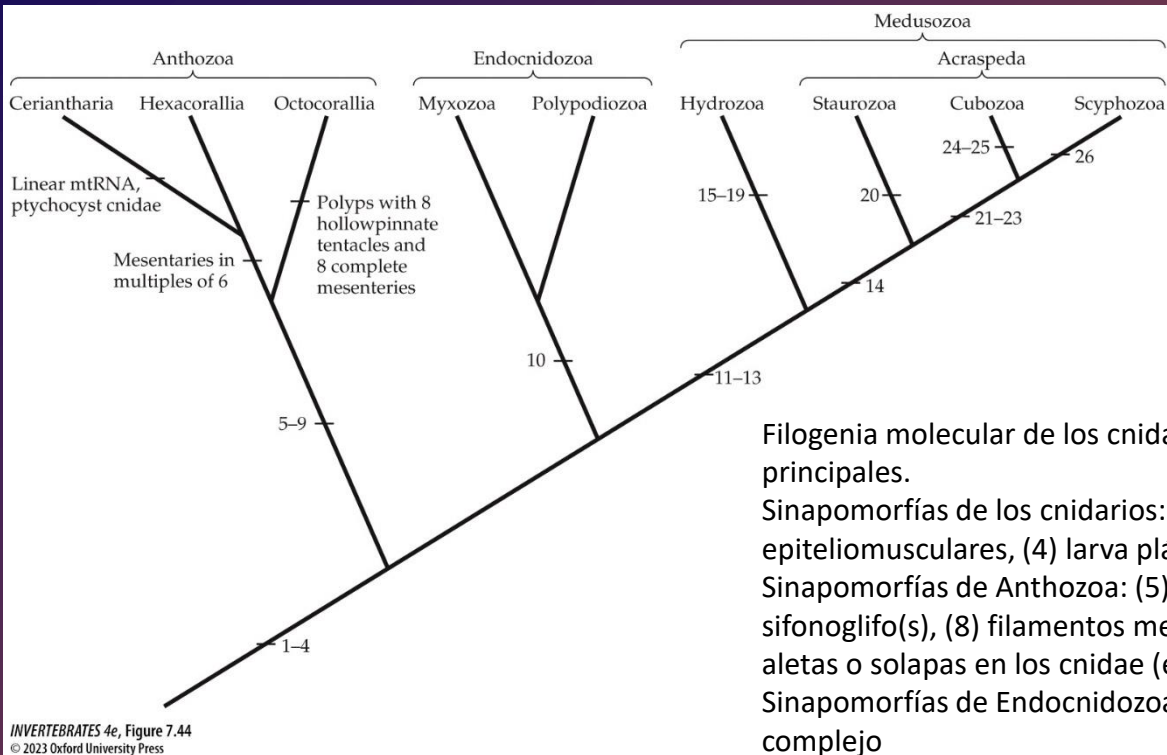 Medusozoa
Anthozoa
Endocnidozoa
Acraspeda
Ceriantharia Hexacorallia Octocorallia Myxozoa Polypodiozoa Hydrozoa Staurozoa Cubozoa Scyphozoa
24–25
26
Linear mtRNA,
ptychocyst cnidae
15–19
20
Polyps with 8
hollowpinnate
tentacles and
8 complete
mesenteries
21–23
Mesentaries in
multiples of 6
14
10
11–13
5–9
1–4
Filogenia molecular de los
principales.
Sinapomorfías de los cnidarios:
epiteliomusculares, (4) larva
Sinapomorfías de Anthozoa: (5)
sifonoglifo(s), (8) filamentos
aletas o solapas en los cnidae
Sinapomorfías de Endocnidozoa
complejo
INVERTEBRATES 4e, Figure 7.44
© 2023 Oxford University Press